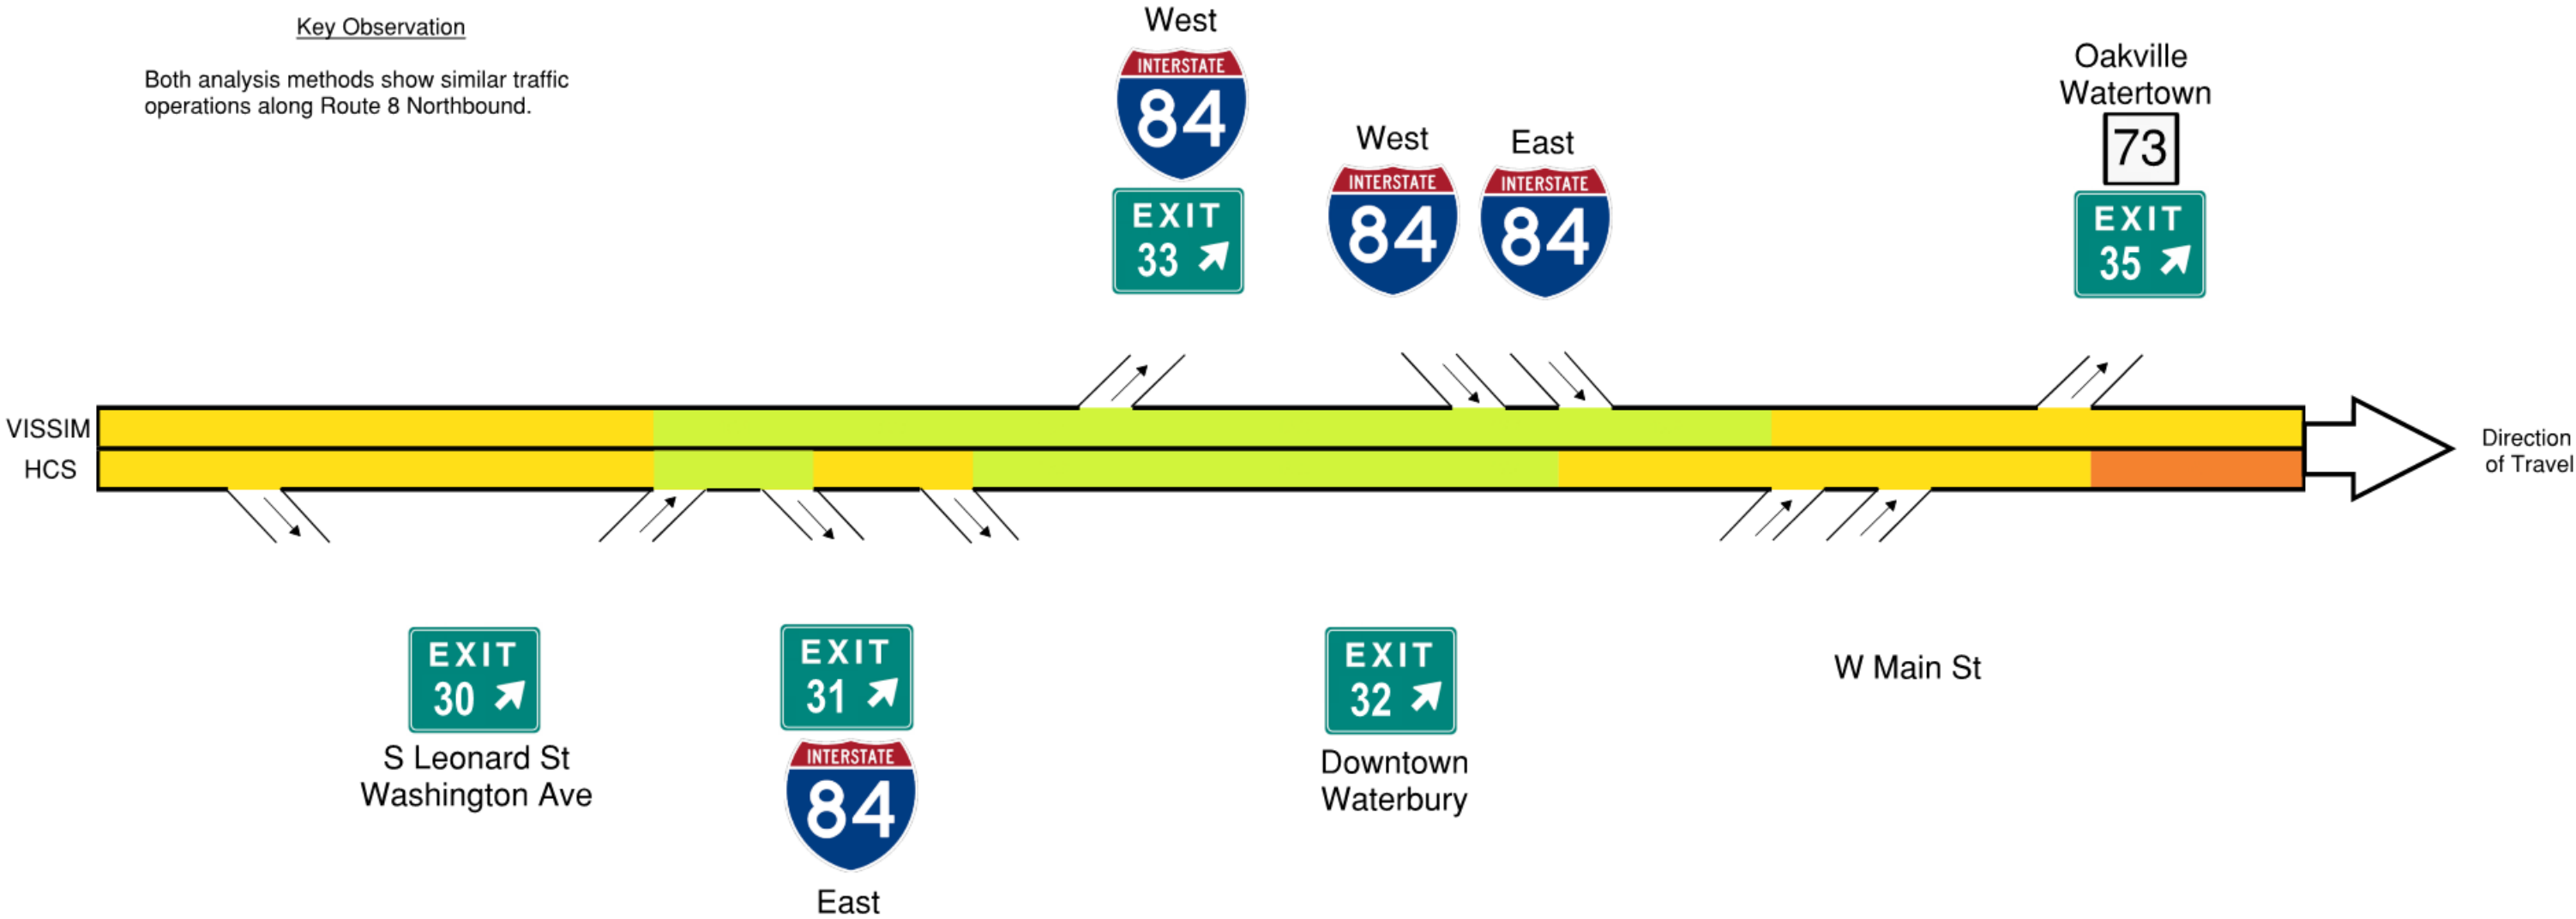 Key Observation
Both analysis methods show similar traffic
operations along Route 8 Northbound.
West
INTERSTATE
84
EXIT
33
West
INTERSTATE
84
East
INTERSTATE
84
Oakville
Watertown
73
EXIT
35
VISSIM
HCS
Direction
of Travel
EXIT
30
S Leonard St
Washington Ave
EXIT
31
INTERSTATE
84
East
EXIT
32
Downtown
Waterbury
W Main St